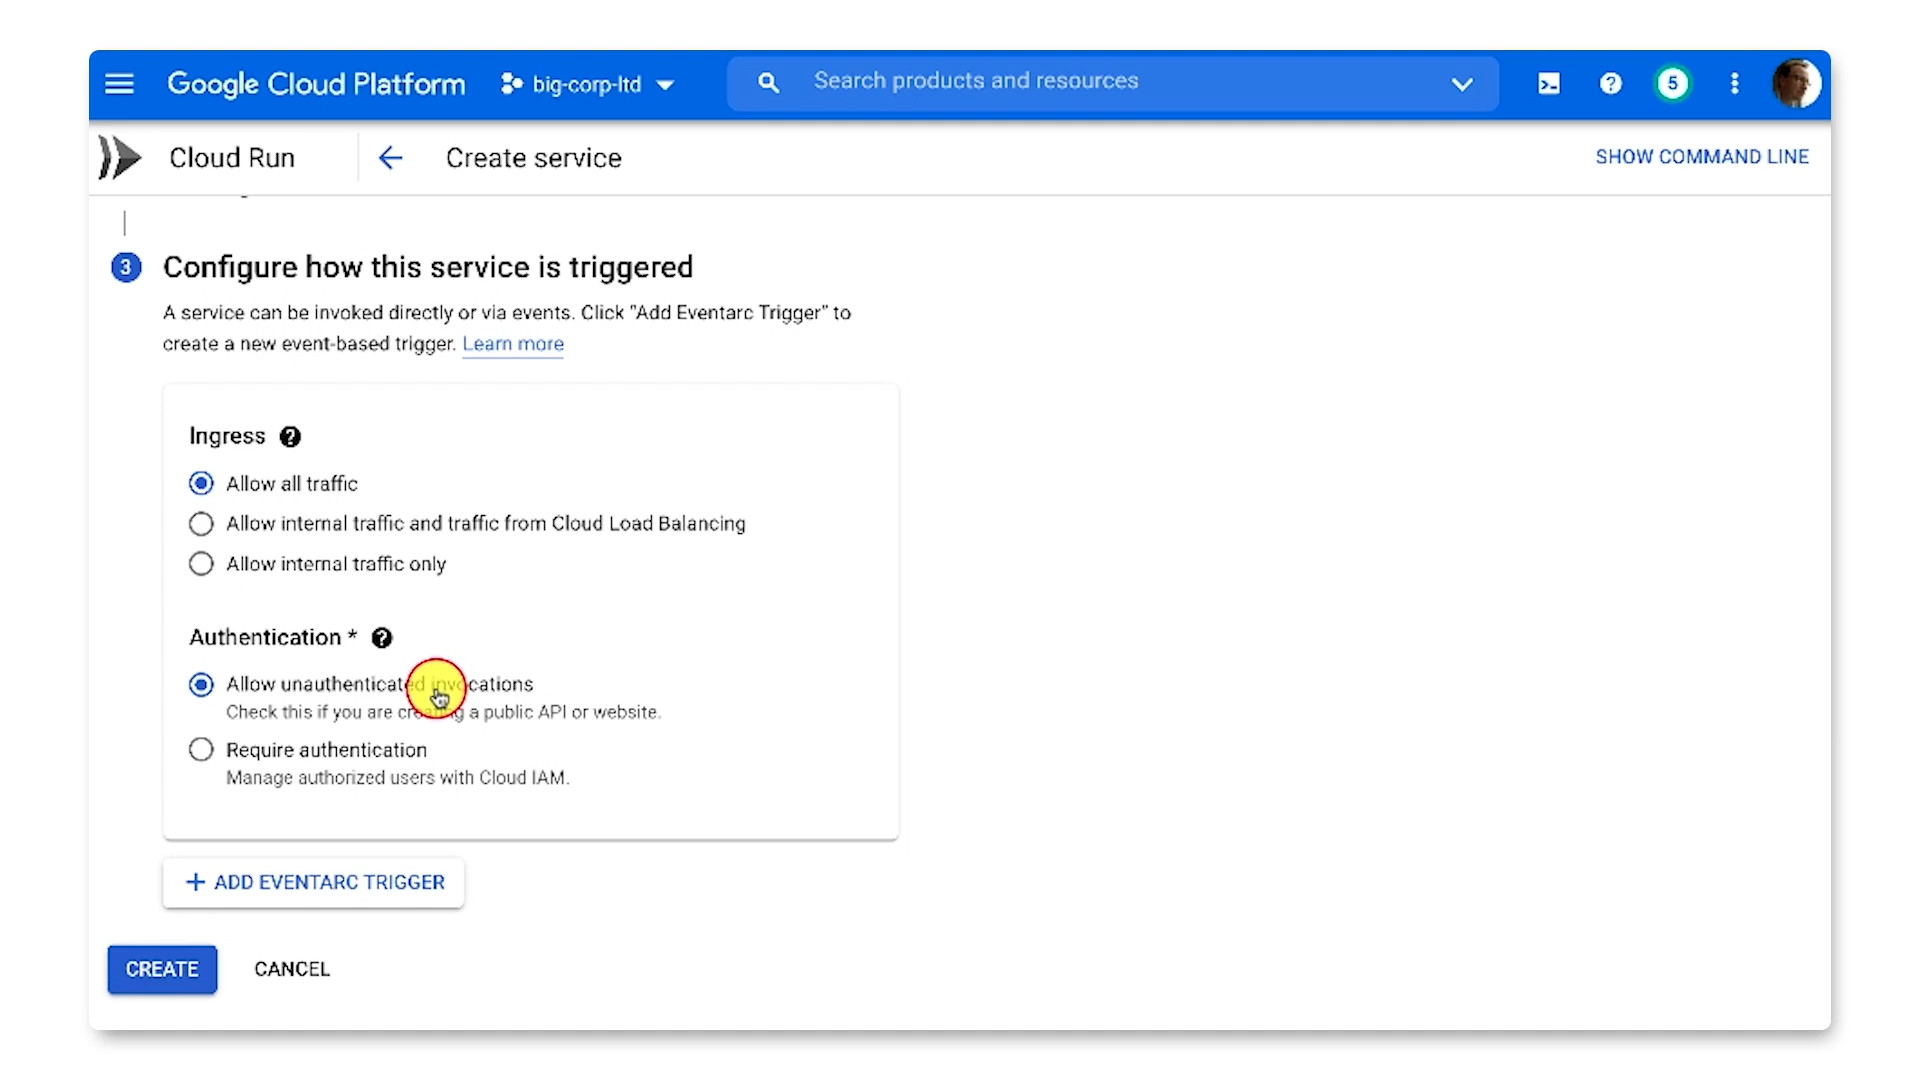 Google Cloud Platform
big-corp-ltd
Search products and resources
5
Cloud Run
Create service
SHOW COMMAND LINE
3
Configure how this service is triggered
A service can be invoked directly or via events. Click "Add Eventarc Trigger" to
create a new event-based trigger. Learn more
Ingress
Allow all traffic
Allow internal traffic and traffic from Cloud Load Balancing
Allow internal traffic only
Authentication *
Allow unauthenticated invocations
Check this if you are creating a public API or website.
Require authentication
Manage authorized users with Cloud IAM.
+ ADD EVENTARC TRIGGER
CREATE
CANCEL